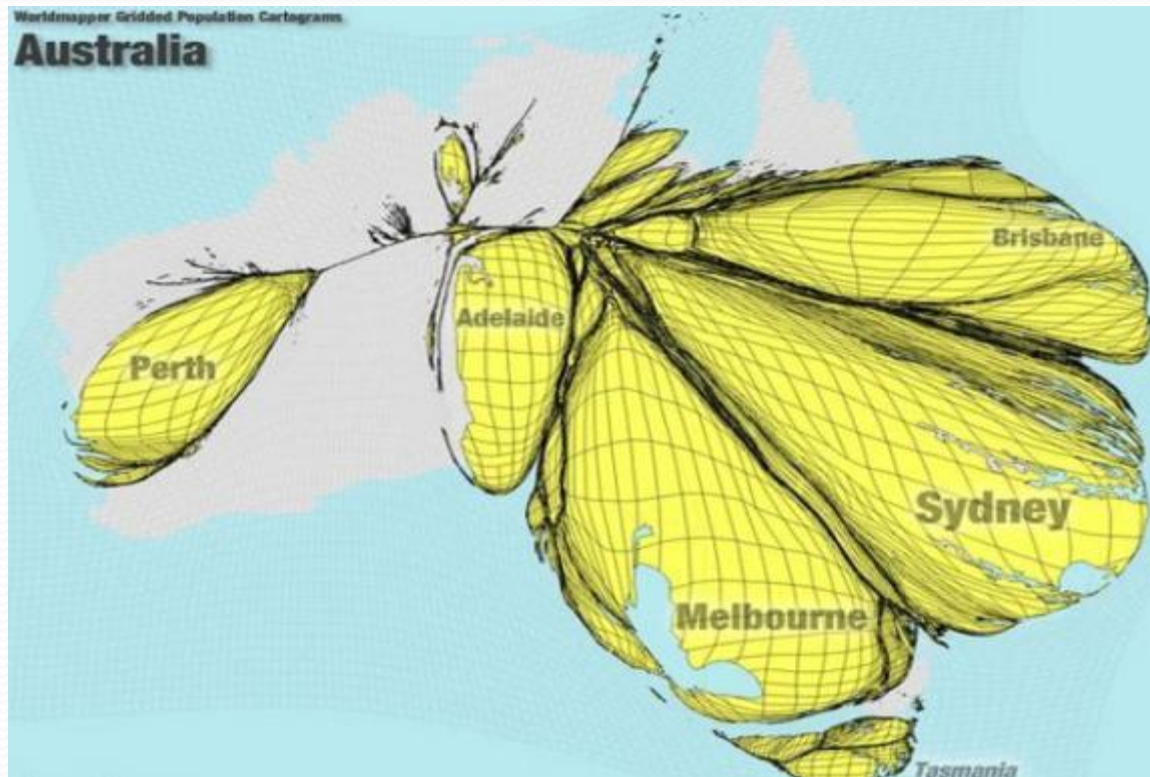 Worldmapper Gridded Population Cartograms
Australia
Brisbane
Adelaide
Perth
Sydney
Melbourne
Tasmania